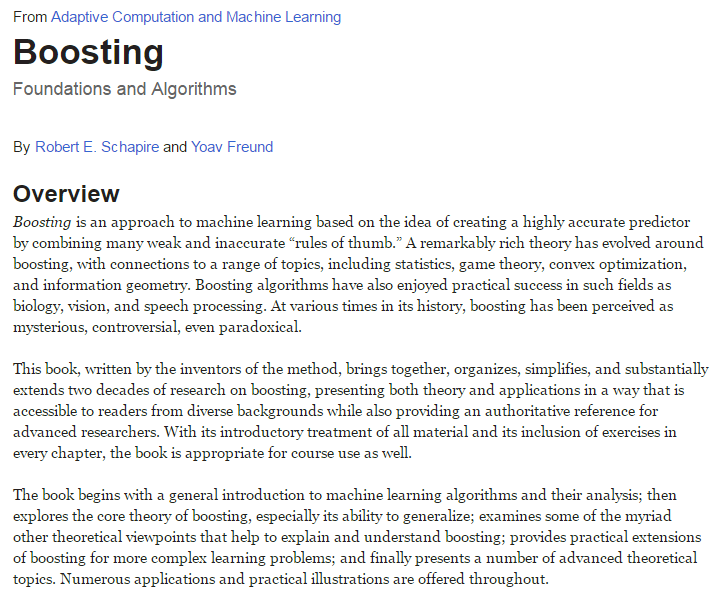 From Adaptive Computation and Machine Learning
Boosting
Foundations and Algorithms
By Robert E. Schapire and Yoav Freund
Overview
Boosting is an approach to machine learning based on the idea of creating a highly accurate predictor
by combining many weak and inaccurate “rules of thumb.” A remarkably rich theory has evolved around
boosting, with connections to a range of topics, including statistics, game theory, convex optimization,
and information geometry. Boosting algorithms have also enjoyed practical success in such fields as
biology, vision, and speech processing. At various times in its history, boosting has been perceived as
mysterious, controversial, even paradoxical.
This book, written by the inventors of the method, brings together, organizes, simplifies, and substantially
extends two decades of research on boosting, presenting both theory and applications in a way that is
accessible to readers from diverse backgrounds while also providing an authoritative reference for
advanced researchers. With its introductory treatment of all material and its inclusion of exercises in
every chapter, the book is appropriate for course use as well.
The book begins with a general introduction to machine learning algorithms and their analysis; then
explores the core theory of boosting, especially its ability to generalize; examines some of the myriad
other theoretical viewpoints that help to explain and understand boosting; provides practical extensions
of boosting for more complex learning problems; and finally presents a number of advanced theoretical
topics. Numerous applications and practical illustrations are offered throughout.